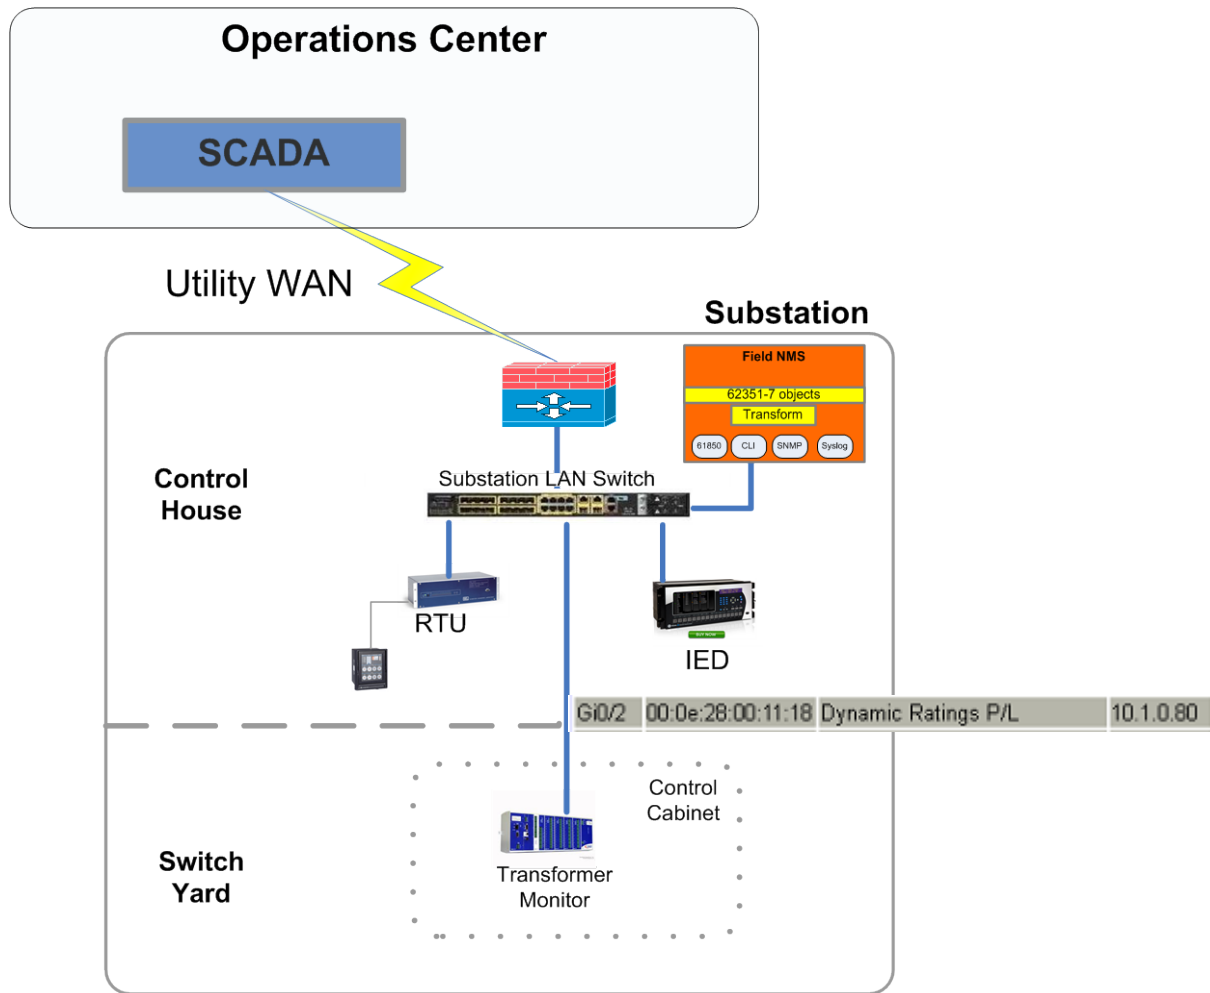 Operations Center
SCADA
Utility WAN
Substation
Field NMS
62351-7 objects
Transform
61850
CLI
SNMP
Syslog
Substation LAN Switch
Control
House
RTU
IED
Gi0/2 00:0e:28:00:11:18 Dynamic Ratings P/L 10.1.0.80
Control
Cabinet
Switch
Yard
Transformer
Monitor